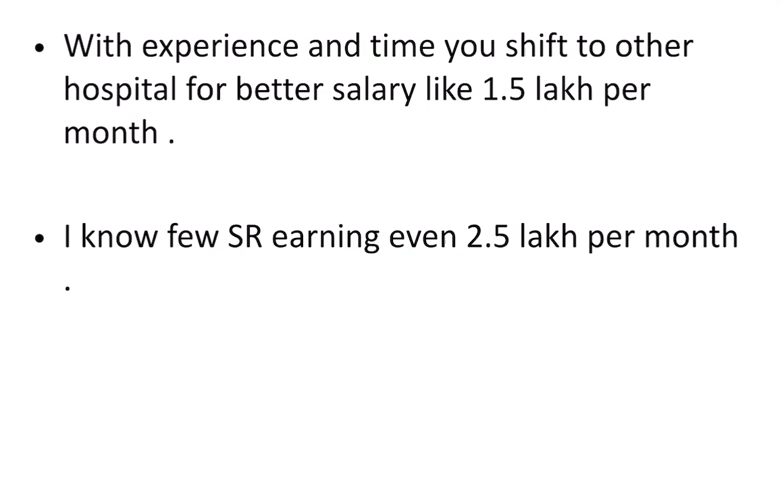 • With experience and time you shift to other
hospital for better salary like 1.5 lakh per
month .
• I know few SR earning even 2.5 lakh per month
.